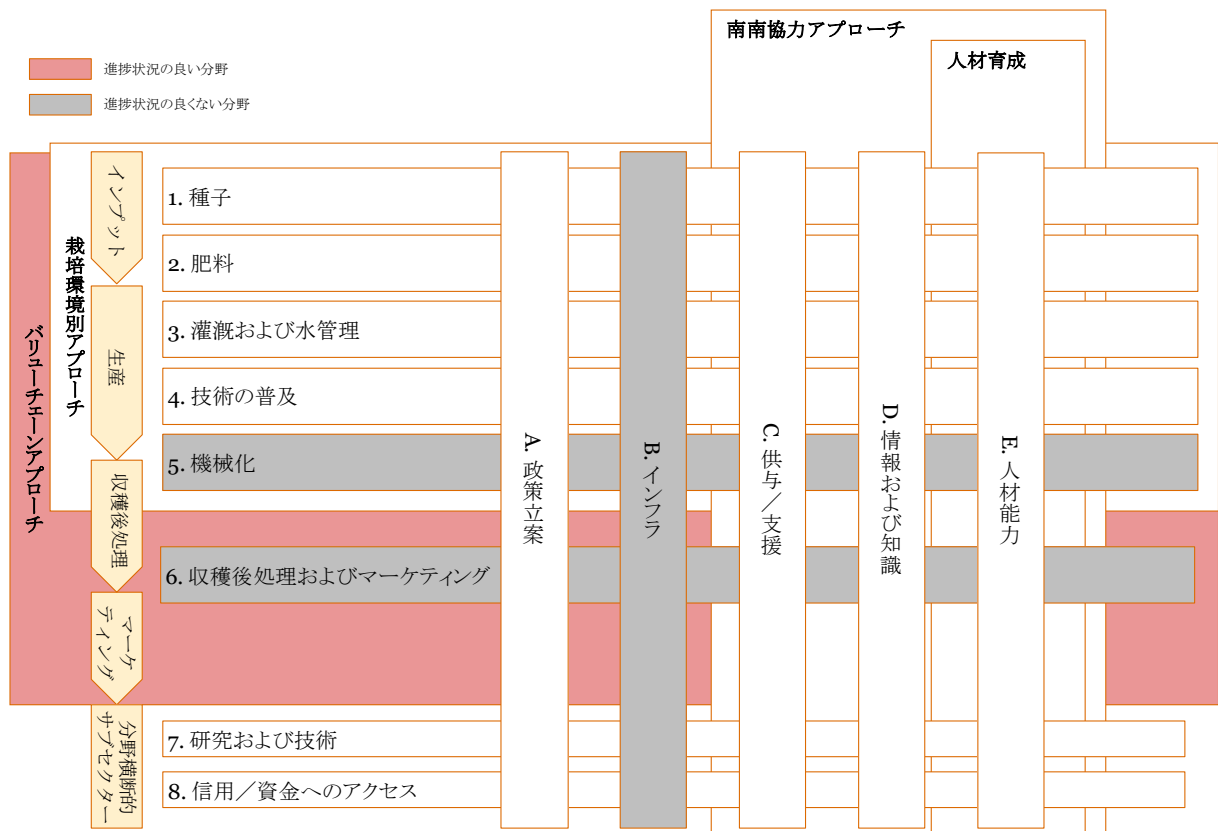 南南協力アプローチ
人材育成
進捗状況の良い分野
進捗状況の良くない分野
バリューチェーンアプローチ
栽培環境別アプローチ
インプット
生産
収穫後処理
マーケ
ティング
分野横断的
サブセクター
1. 種子
2. 肥料
3. 灌漑および水管理
4. 技術の普及
5. 機械化
6. 収穫後処理およびマーケティング
7. 研究および技術
8. 信用／資金へのアクセス
A. 政策立案
B. インフラ
C. 供与／支援
D. 情報および知識
E. 人材能力